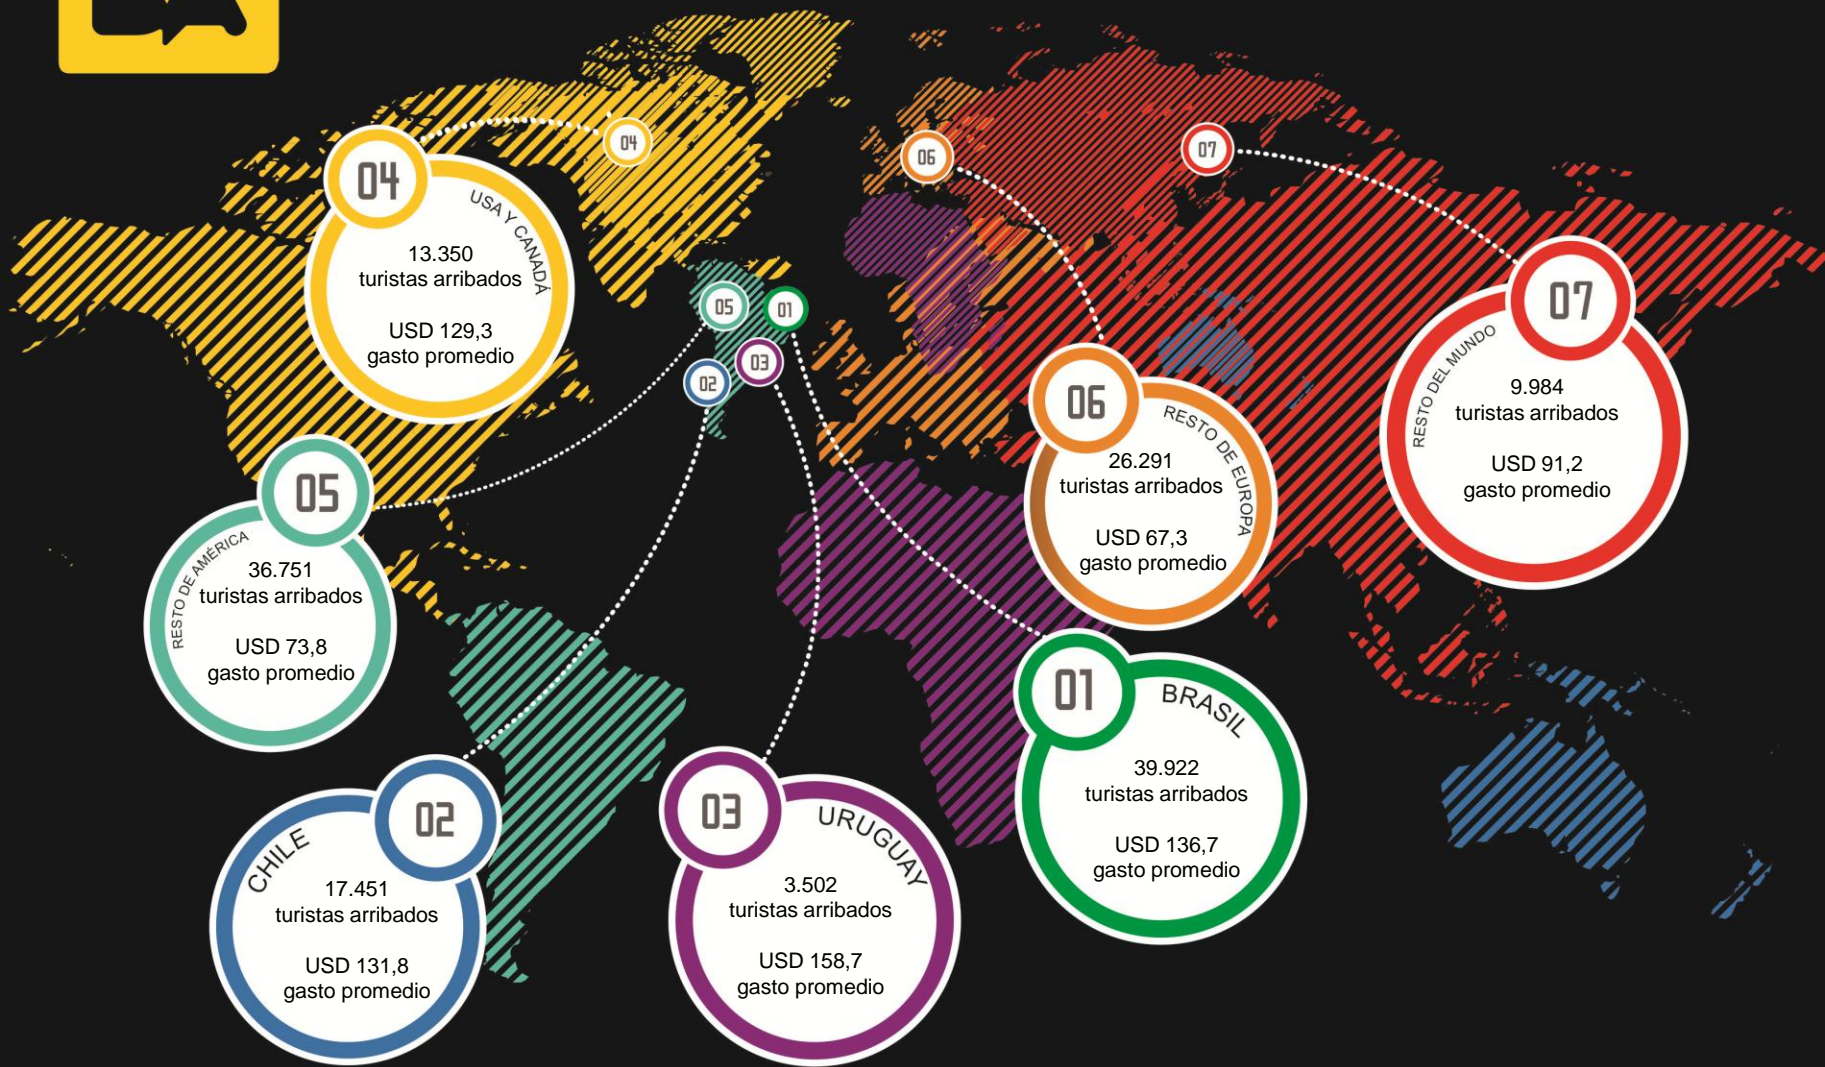 04
06
07
05
01
03
02
04
USA Y CANADÁ
13.350
turistas arribados
USD 129,3
gasto promedio
07
RESTO DEL MUNDO
9.984
turistas arribados
USD 91,2
gasto promedio
06
RESTO DE EUROPA
26.291
turistas arribados
USD 67,3
gasto promedio
05
RESTO DE AMÉRICA
36.751
turistas arribados
USD 73,8
gasto promedio
01
BRASIL
39.922
turistas arribados
USD 136,7
gasto promedio
02
CHILE
17.451
turistas arribados
USD 131,8
gasto promedio
03
URUGUAY
3.502
turistas arribados
USD 158,7
gasto promedio